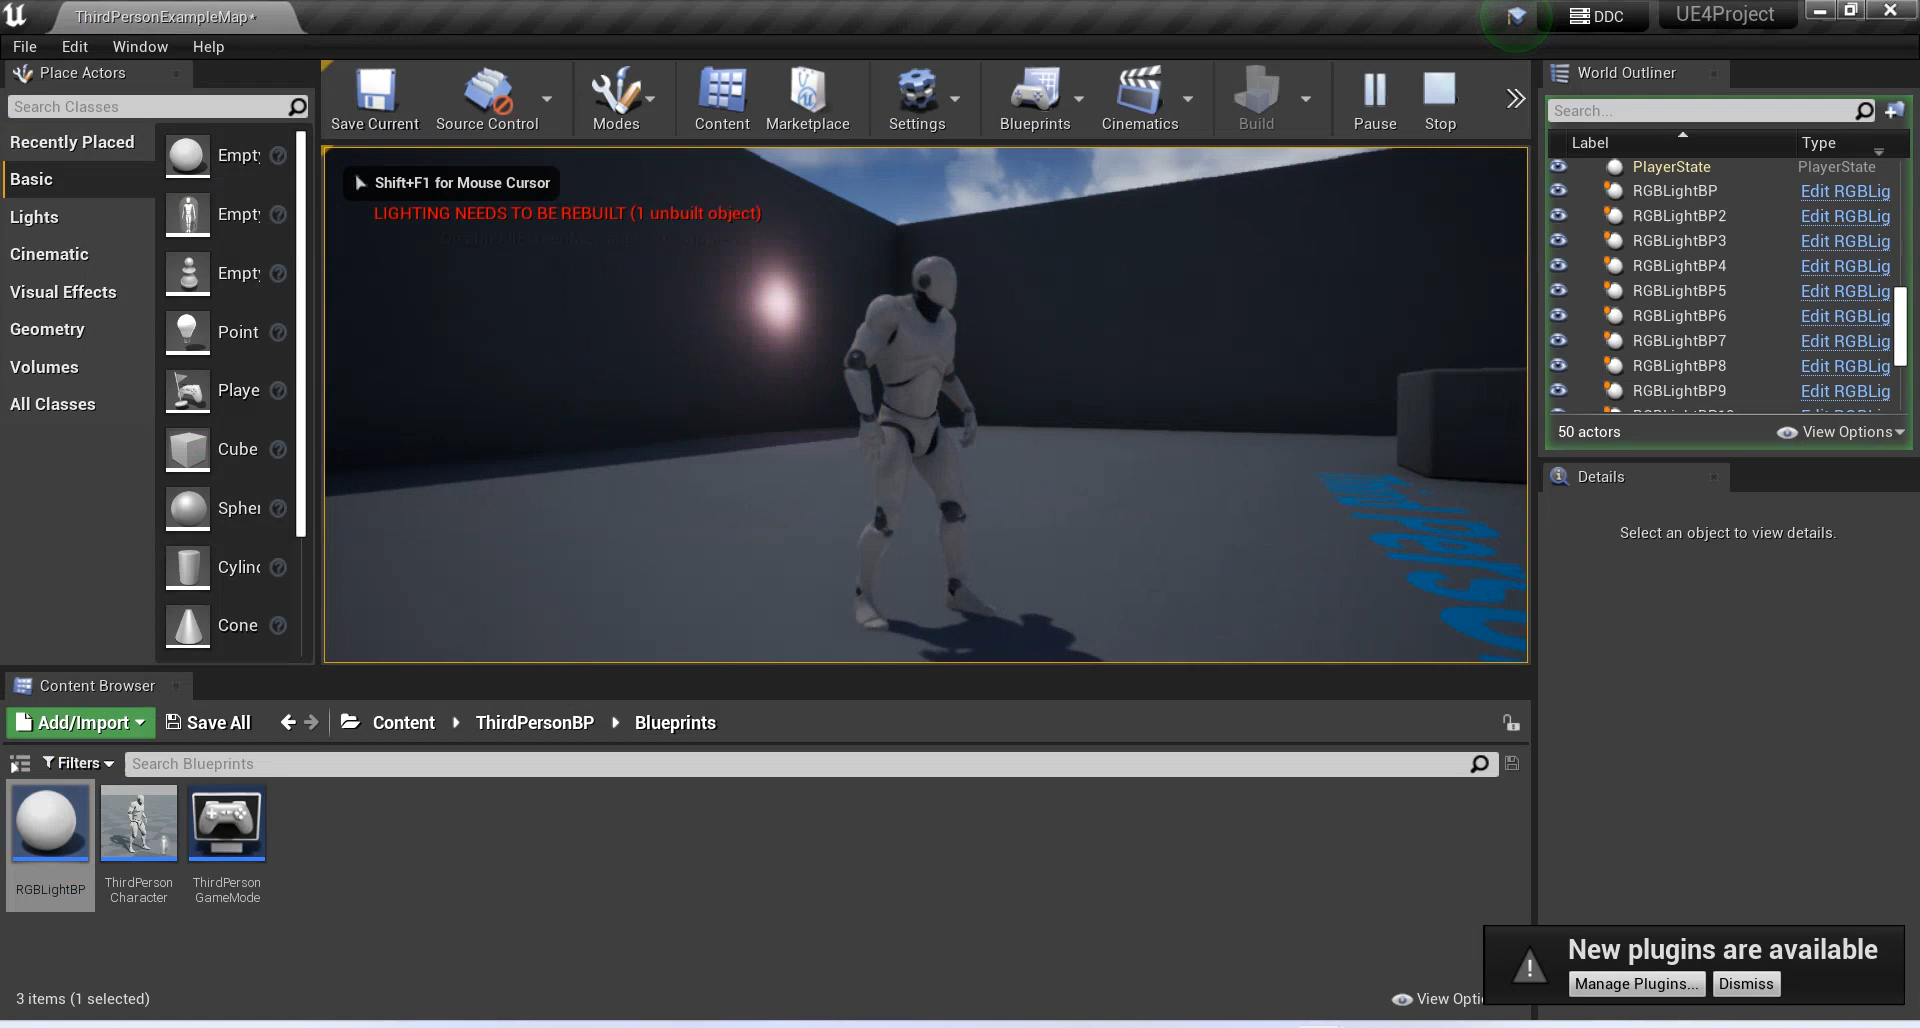 ThirdPersonExampleMap*
DDC
UE4Project
File Edit Window Help
Place Actors
Search Classes
Recently Placed
Basic
Lights
Cinematic
Visual Effects
Geometry
Volumes
All Classes
Empty
Empty
Empty
Point
Playe
Cube
Spher
Cylin
Cone
Save Current Source Control Modes Content Marketplace Settings Blueprints Cinematics Build Pause Stop
Shift+F1 for Mouse Cursor
LIGHTING NEEDS TO BE REBUILT (1 unbuilt object)
World Outliner
Search...
Label Type
PlayerState PlayerState
RGBLightBP Edit RGBLig
RGBLightBP2 Edit RGBLig
RGBLightBP3 Edit RGBLig
RGBLightBP4 Edit RGBLig
RGBLightBP5 Edit RGBLig
RGBLightBP6 Edit RGBLig
RGBLightBP7 Edit RGBLig
RGBLightBP8 Edit RGBLig
RGBLightBP9 Edit RGBLig
50 actors View Options
Details
Select an object to view details.
Content Browser
Add/Import Save All Content ThirdPersonBP Blueprints
Filters Search Blueprints
RGBLightBP
ThirdPerson
Character
ThirdPerson
GameMode
3 items (1 selected) View Opti
New plugins are available
Manage Plugins... Dismiss